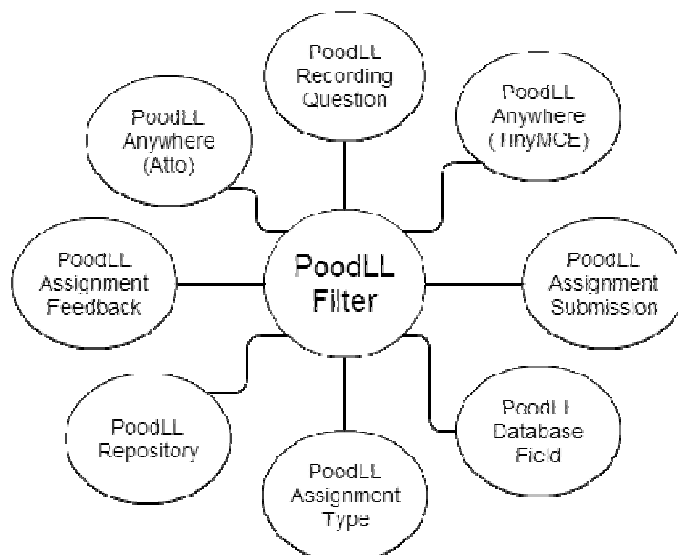 PoodLL
Recording
Question
PoodLL
Anywhere
(Atto)
PoodLL
Anywhere
(TinyMCE)
PoodLL
Filter
PoodLL
Assignment
Feedback
PoodLL
Assignment
Submission
PoodLL
Repository
PoodLL
Database
Field
PoodLL
Assignment
Type